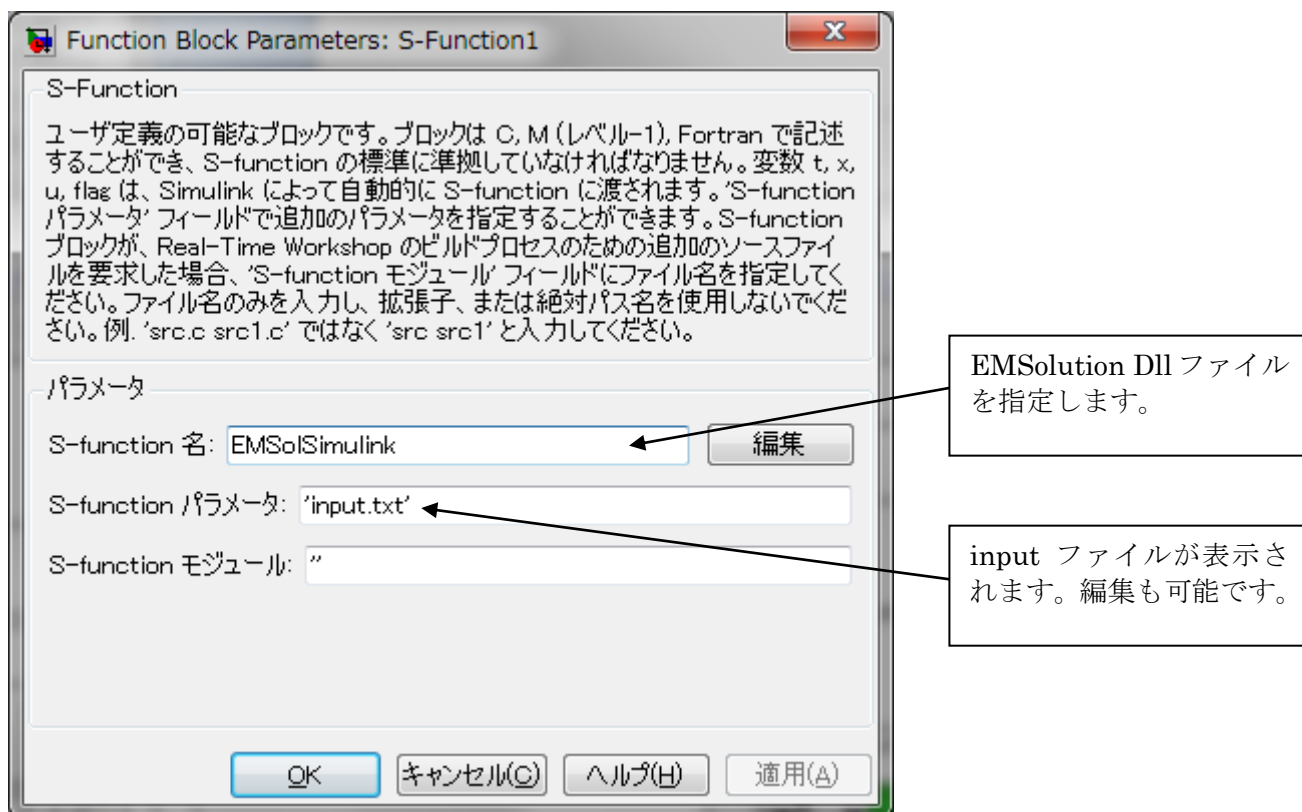 Function Block Parameters: S-Function1
S-Function
ユーザ定義の可能なブロックです。ブロックは C, M (レベル-1), Fortran で記述
することができ、S-function の標準に準拠していなければなりません。変数 t, x,
u, flag は、Simulink によって自動的に S-function に渡されます。'S-function
パラメータ' フィールドで追加のパラメータを指定することができます。S-function
ブロックが、Real-Time Workshop のビルドプロセスのための追加のソースファイ
ルを要求した場合、'S-function モジュール' フィールドにファイル名を指定してく
ださい。ファイル名のみを入力し、拡張子、または絶対パス名を使用しないでくだ
さい。例. 'src.c src1.c' ではなく 'src src1' と入力してください。
パラメータ
S-function 名: EMSolSimulink 編集
S-function パラメータ: 'input.txt'
S-function モジュール: ''
OK キャンセル(C) ヘルプ(H) 適用(A)
EMSolution Dll ファイル
を指定します。
input ファイルが表示さ
れます。編集も可能です。